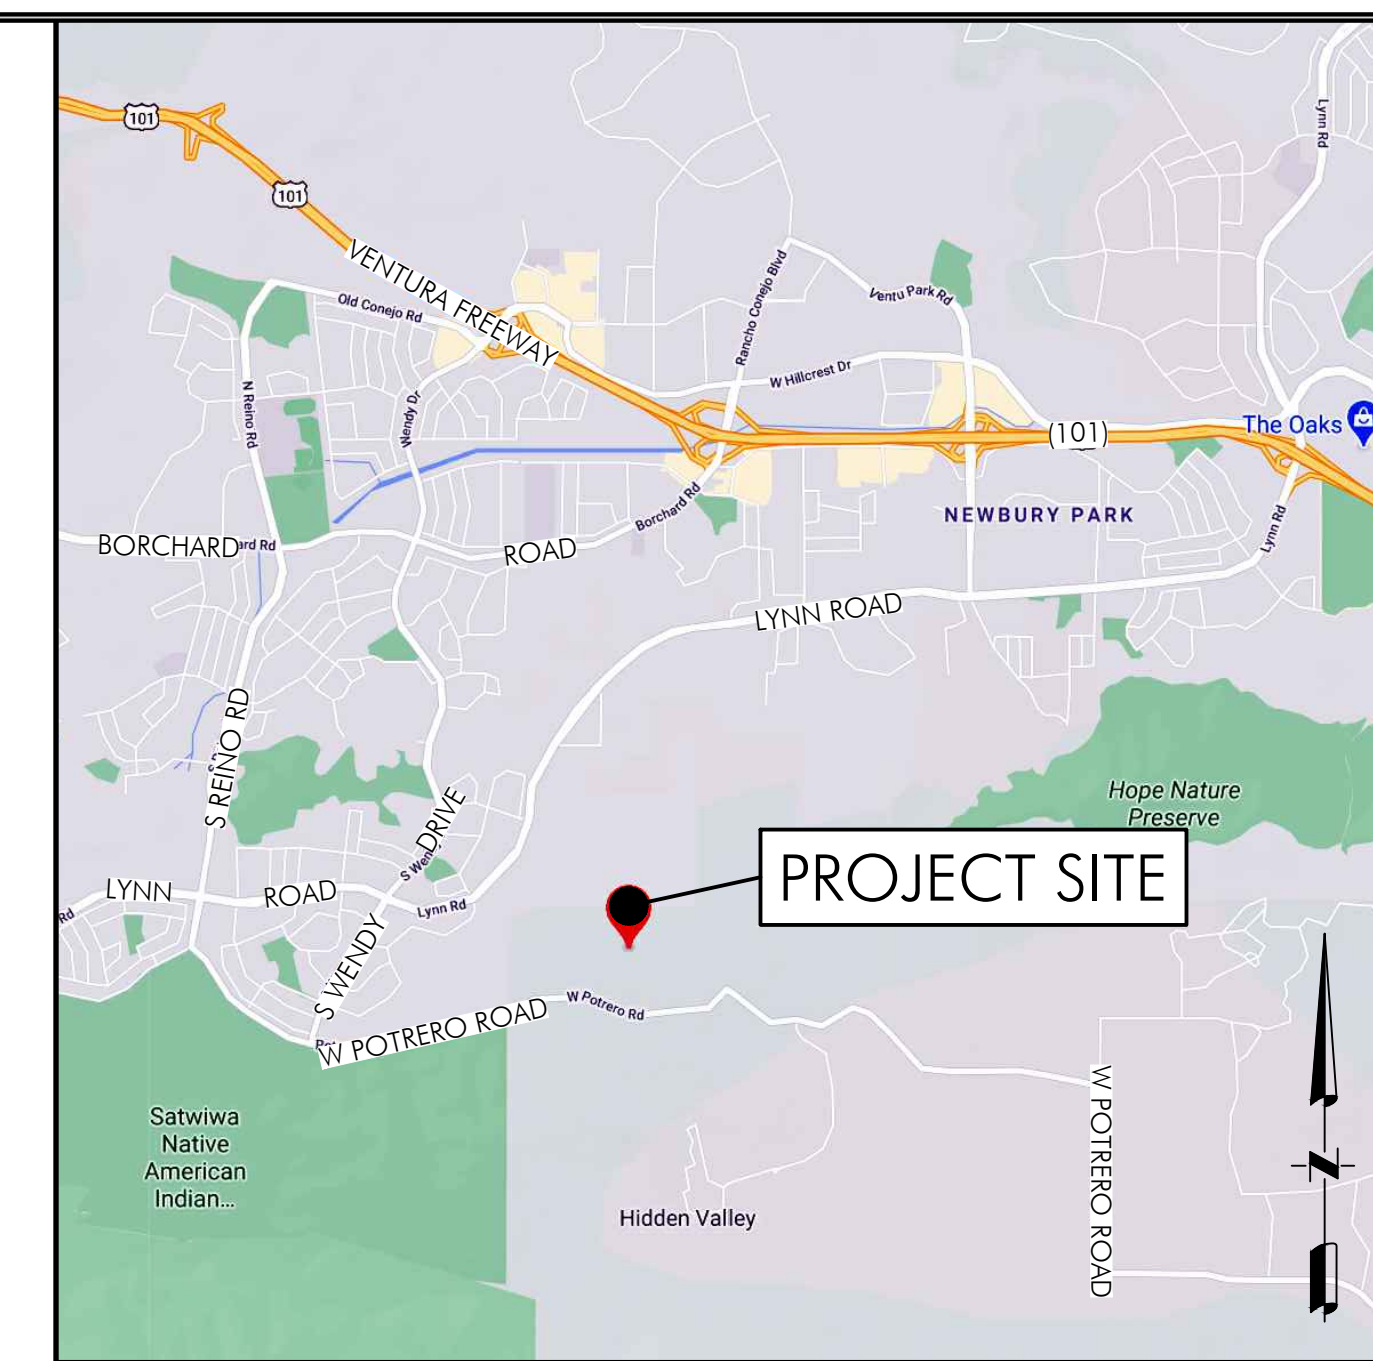 Lynn Rd
101
101
VENTURA FREEWAY
Old Conejo Rd
Rancho Conejo Blvd
Ventu Park Rd
W Hillcrest Dr
N Reino Rd
Wendy Dr
The Oaks
(101)
Borchard Rd
NEWBURY PARK
Lynn Rd
BORCHARD
ard Rd
ROAD
LYNN ROAD
S REINO RD
Hope Nature
Preserve
DRIVE
S Wendy
PROJECT SITE
LYNN
ROAD
Lynn Rd
Rd
S WENDY
W POTRERO ROAD
W Potrero Rd
W POTRERO ROAD
Satwiwa
Native
American
Indian...
Hidden Valley
N